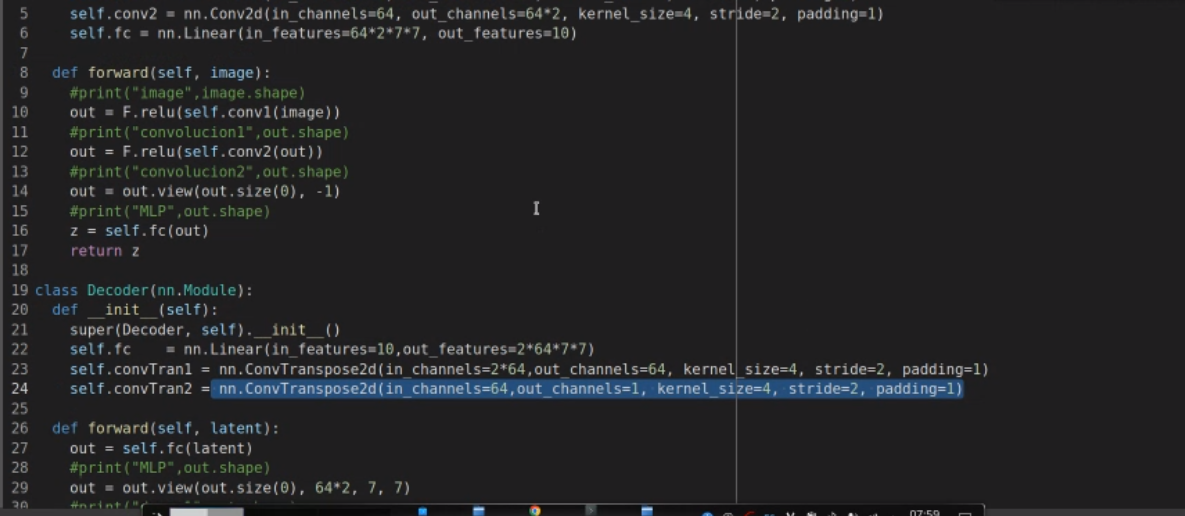 5 self.conv2 = nn.Conv2d(in_channels=64, out_channels=64*2, kernel_size=4, stride=2, padding=1)
6 self.fc = nn.Linear(in_features=64*2*7*7, out_features=10)
7
8 def forward(self, image):
9 #print("image",image.shape)
10 out = F.relu(self.conv1(image))
11 #print("convolucion1",out.shape)
12 out = F.relu(self.conv2(out))
13 #print("convolucion2",out.shape)
14 out = out.view(out.size(0), -1)
15 #print("MLP",out.shape)
16 z = self.fc(out)
17 return z
18
19 class Decoder(nn.Module):
20 def __init__(self):
21 super(Decoder, self).__init__()
22 self.fc    = nn.Linear(in_features=10,out_features=2*64*7*7)
23 self.convTran1 = nn.ConvTranspose2d(in_channels=2*64,out_channels=64, kernel_size=4, stride=2, padding=1)
24 self.convTran2 = nn.ConvTranspose2d(in_channels=64,out_channels=1, kernel_size=4, stride=2, padding=1)
25
26 def forward(self, latent):
27 out = self.fc(latent)
28 #print("MLP",out.shape)
29 out = out.view(out.size(0), 64*2, 7, 7)
30
07:59